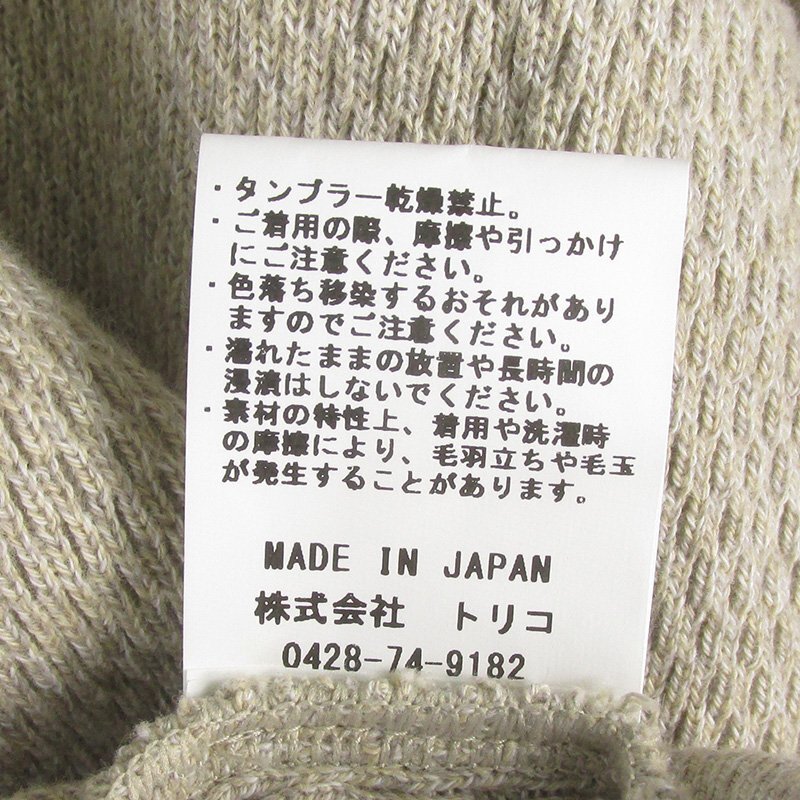 ・タンブラー乾燥禁止。
・ご着用の際、摩擦や引っかけ
にご注意ください。
・色落ち移染するおそれがあり
ますのでご注意ください。
・濡れたままの放置や長時間の
浸漬はしないでください。
・素材の特性上、着用や洗濯時
の摩擦により、毛羽立ちや毛玉
が発生することがあります。
MADE IN JAPAN
株式会社 トリコ
0428-74-9182